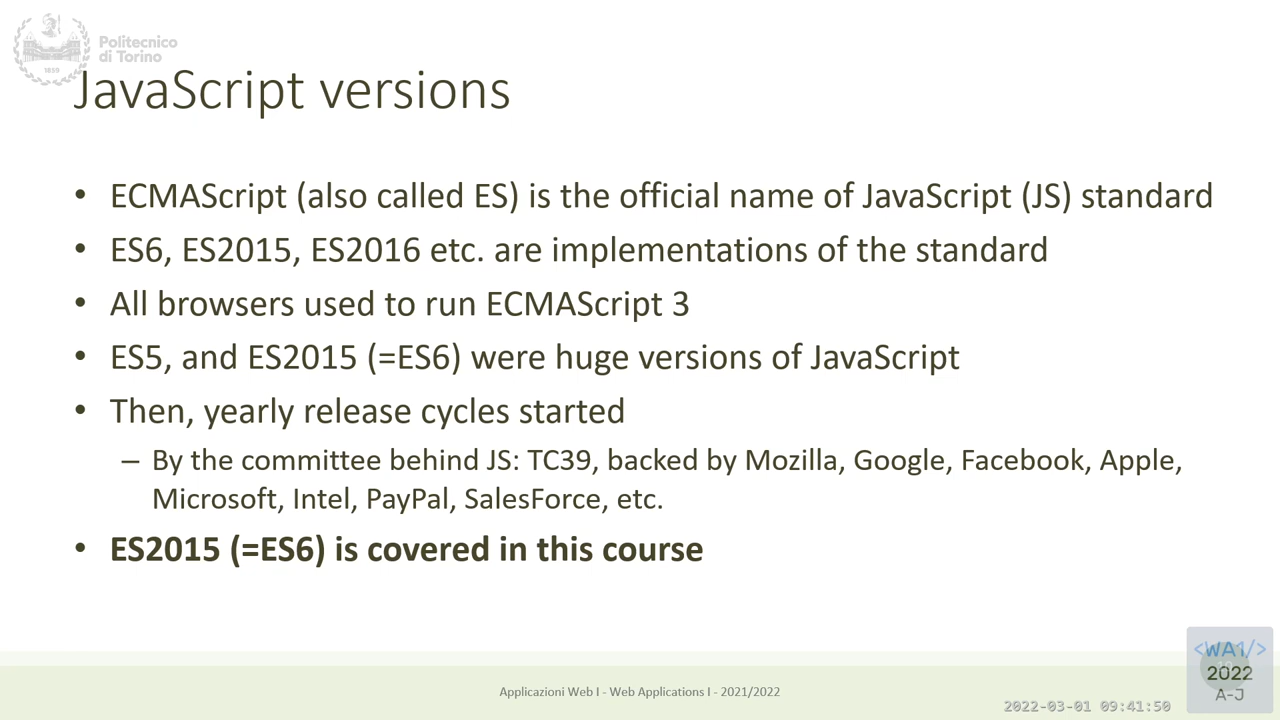 Politecnico
di Torino
1859
JavaScript versions
• ECMAScript (also called ES) is the official name of JavaScript (JS) standard
• ES6, ES2015, ES2016 etc. are implementations of the standard
• All browsers used to run ECMAScript 3
• ES5, and ES2015 (=ES6) were huge versions of JavaScript
• Then, yearly release cycles started
– By the committee behind JS: TC39, backed by Mozilla, Google, Facebook, Apple,
Microsoft, Intel, PayPal, SalesForce, etc.
• ES2015 (=ES6) is covered in this course
Applicazioni Web I - Web Applications I - 2021/2022
2022-03-01 09:41:50
<WA1/>
2022
A-J